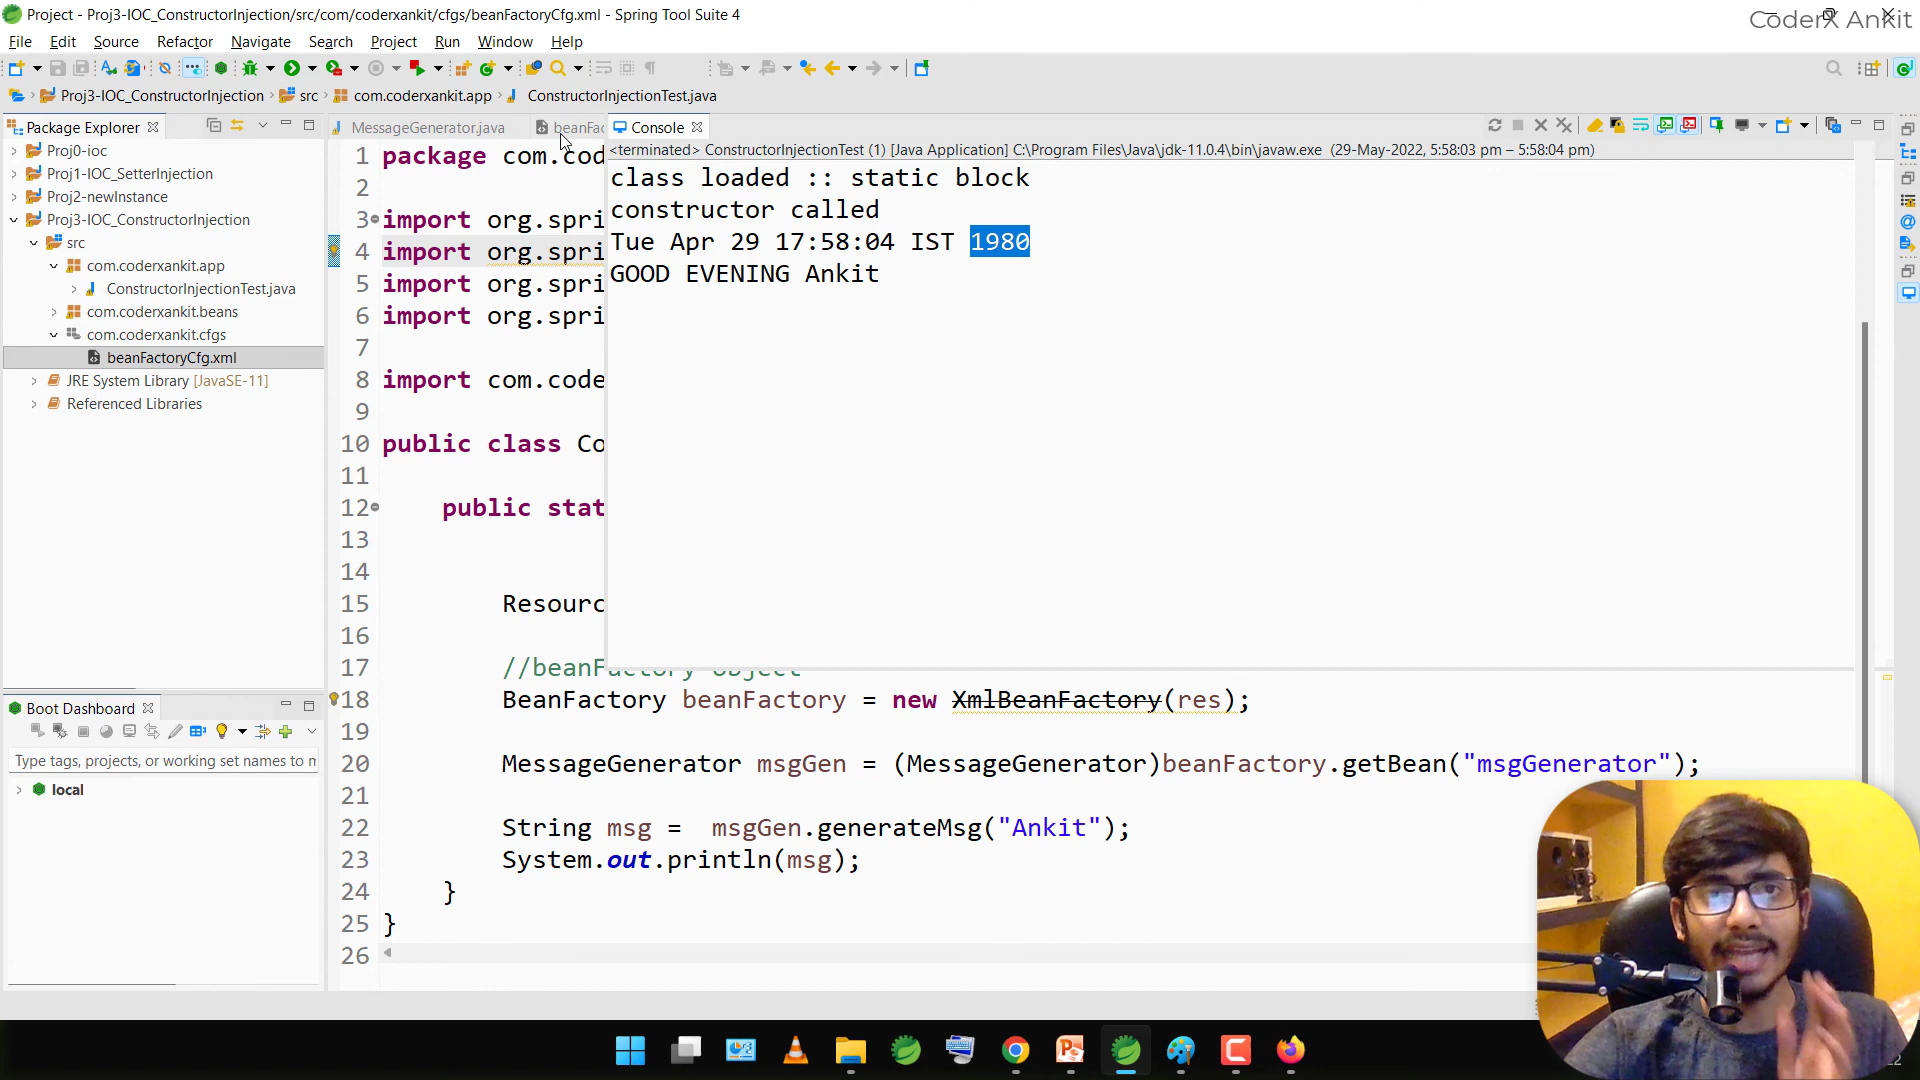 Project - Proj3-IOC_ConstructorInjection/src/com/coderxankit/cfgs/beanFactoryCfg.xml - Spring Tool Suite 4
CoderX Ankit
File Edit Source Refactor Navigate Search Project Run Window Help
Proj3-IOC_ConstructorInjection src com.coderxankit.app ConstructorInjectionTest.java
Package Explorer
Proj0-ioc
Proj1-IOC_SetterInjection
Proj2-newInstance
Proj3-IOC_ConstructorInjection
src
com.coderxankit.app
ConstructorInjectionTest.java
com.coderxankit.beans
com.coderxankit.cfgs
beanFactoryCfg.xml
JRE System Library [JavaSE-11]
Referenced Libraries
Boot Dashboard
Type tags, projects, or working set names to m
local
MessageGenerator.java beanFac
1 package com.cod
2
3 import org.spri
4 import org.spri
5 import org.spri
6 import org.spri
7
8 import com.code
9
10 public class Co
11
12 public stat
13
14
15 Resourc
16
17 //beanFactory object
18 BeanFactory beanFactory = new XmlBeanFactory(res);
19
20 MessageGenerator msgGen = (MessageGenerator)beanFactory.getBean("msgGenerator");
21
22 String msg = msgGen.generateMsg("Ankit");
23 System.out.println(msg);
24 }
25 }
26
Console
<terminated> ConstructorInjectionTest (1) [Java Application] C:\Program Files\Java\jdk-11.0.4\bin\javaw.exe (29-May-2022, 5:58:03 pm – 5:58:04 pm)
class loaded :: static block
constructor called
Tue Apr 29 17:58:04 IST 1980
GOOD EVENING Ankit